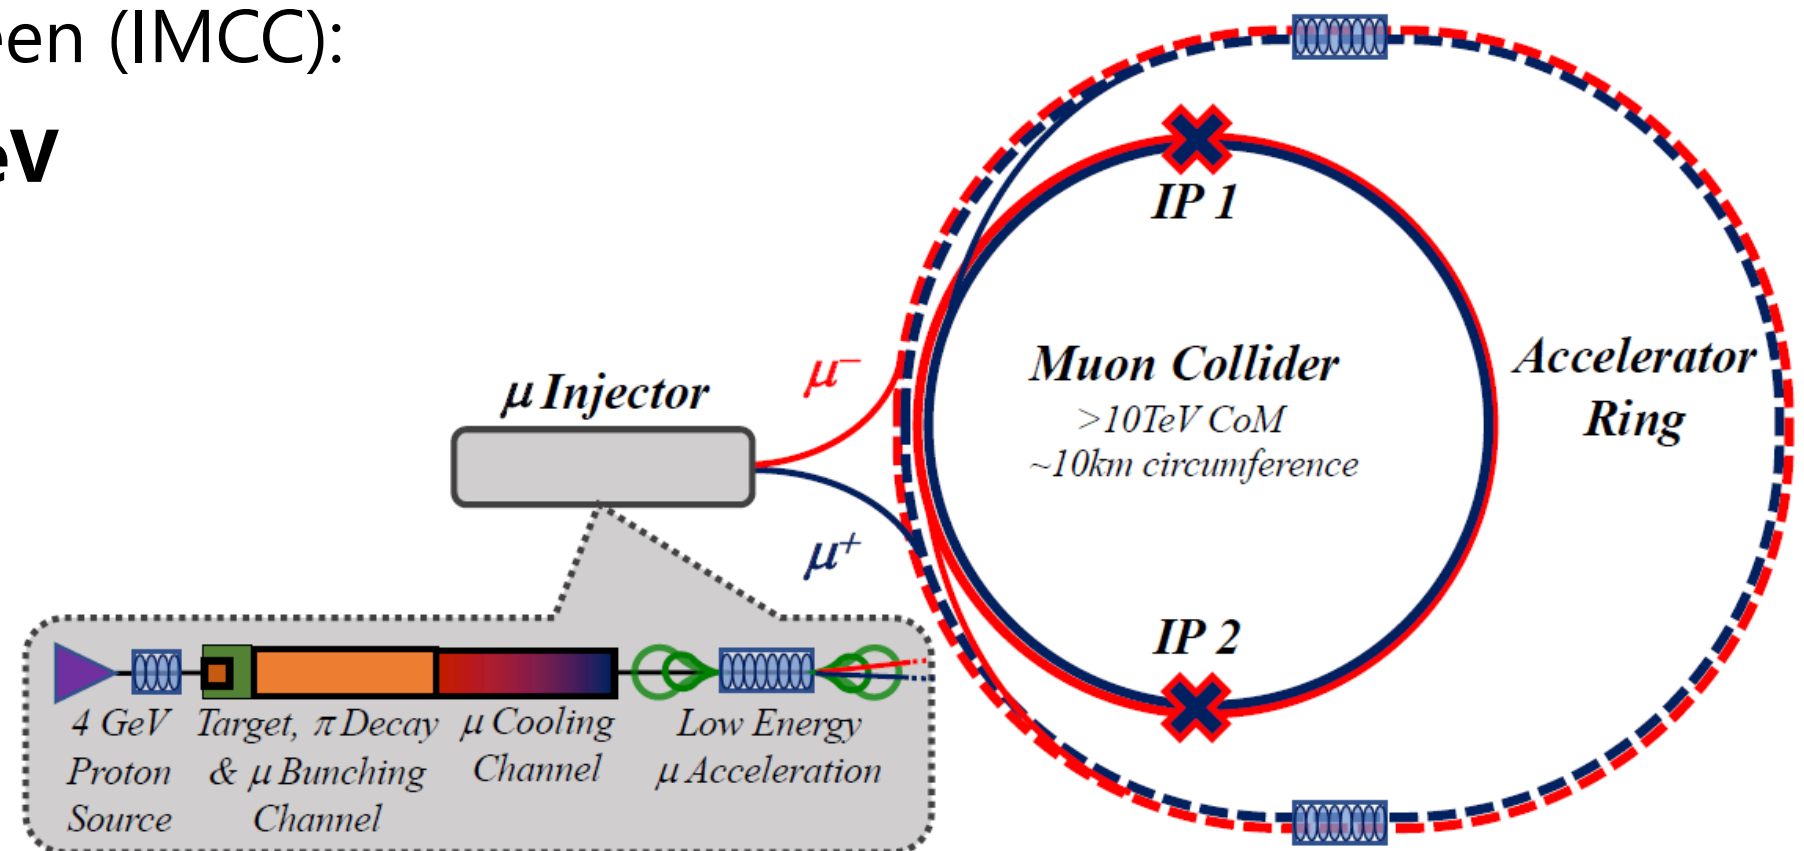 een (IMCC):
eV
IP 1
μ−
μ Injector
Muon Collider
>10TeV CoM
~10km circumference
Accelerator
Ring
μ+
IP 2
4 GeV
Proton
Source
Target, π Decay
& μ Bunching
Channel
μ Cooling
Channel
Low Energy
μ Acceleration